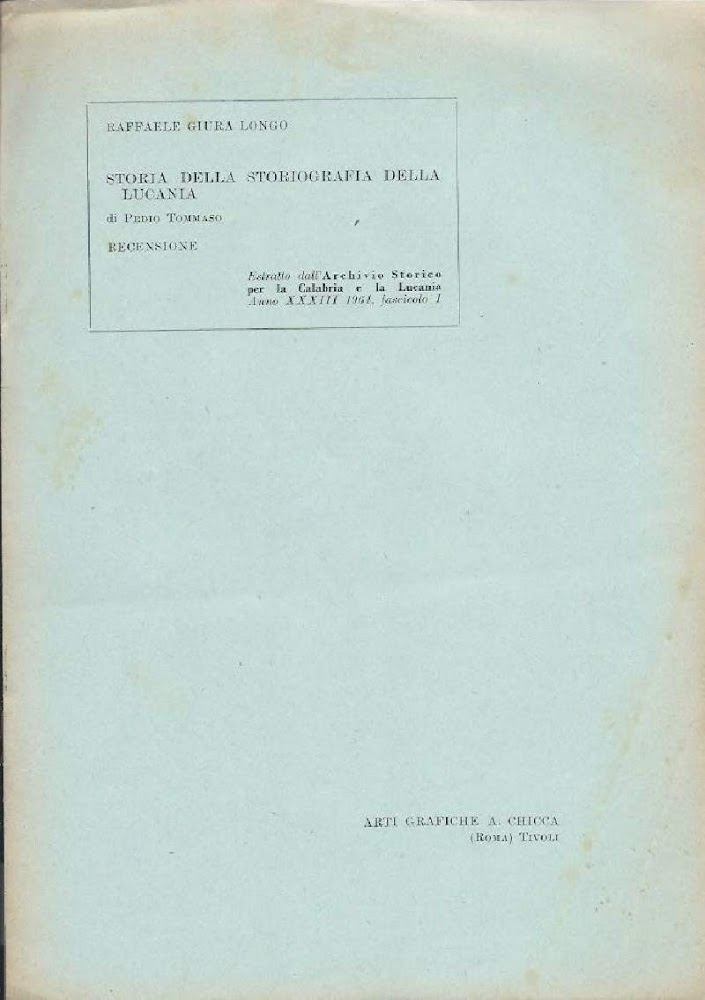 RAFFAELE GIURA LONGO
STORIA DELLA STORIOGRAFIA DELLA
LUCANIA
di PEDIO TOMMASO
RECENSIONE
Estratto dall'Archivio Storico
per la Calabria e la Lucania
Anno XXXIII 1964, fascicolo I
ARTI GRAFICHE A. CHICCA
(ROMA) TIVOLI